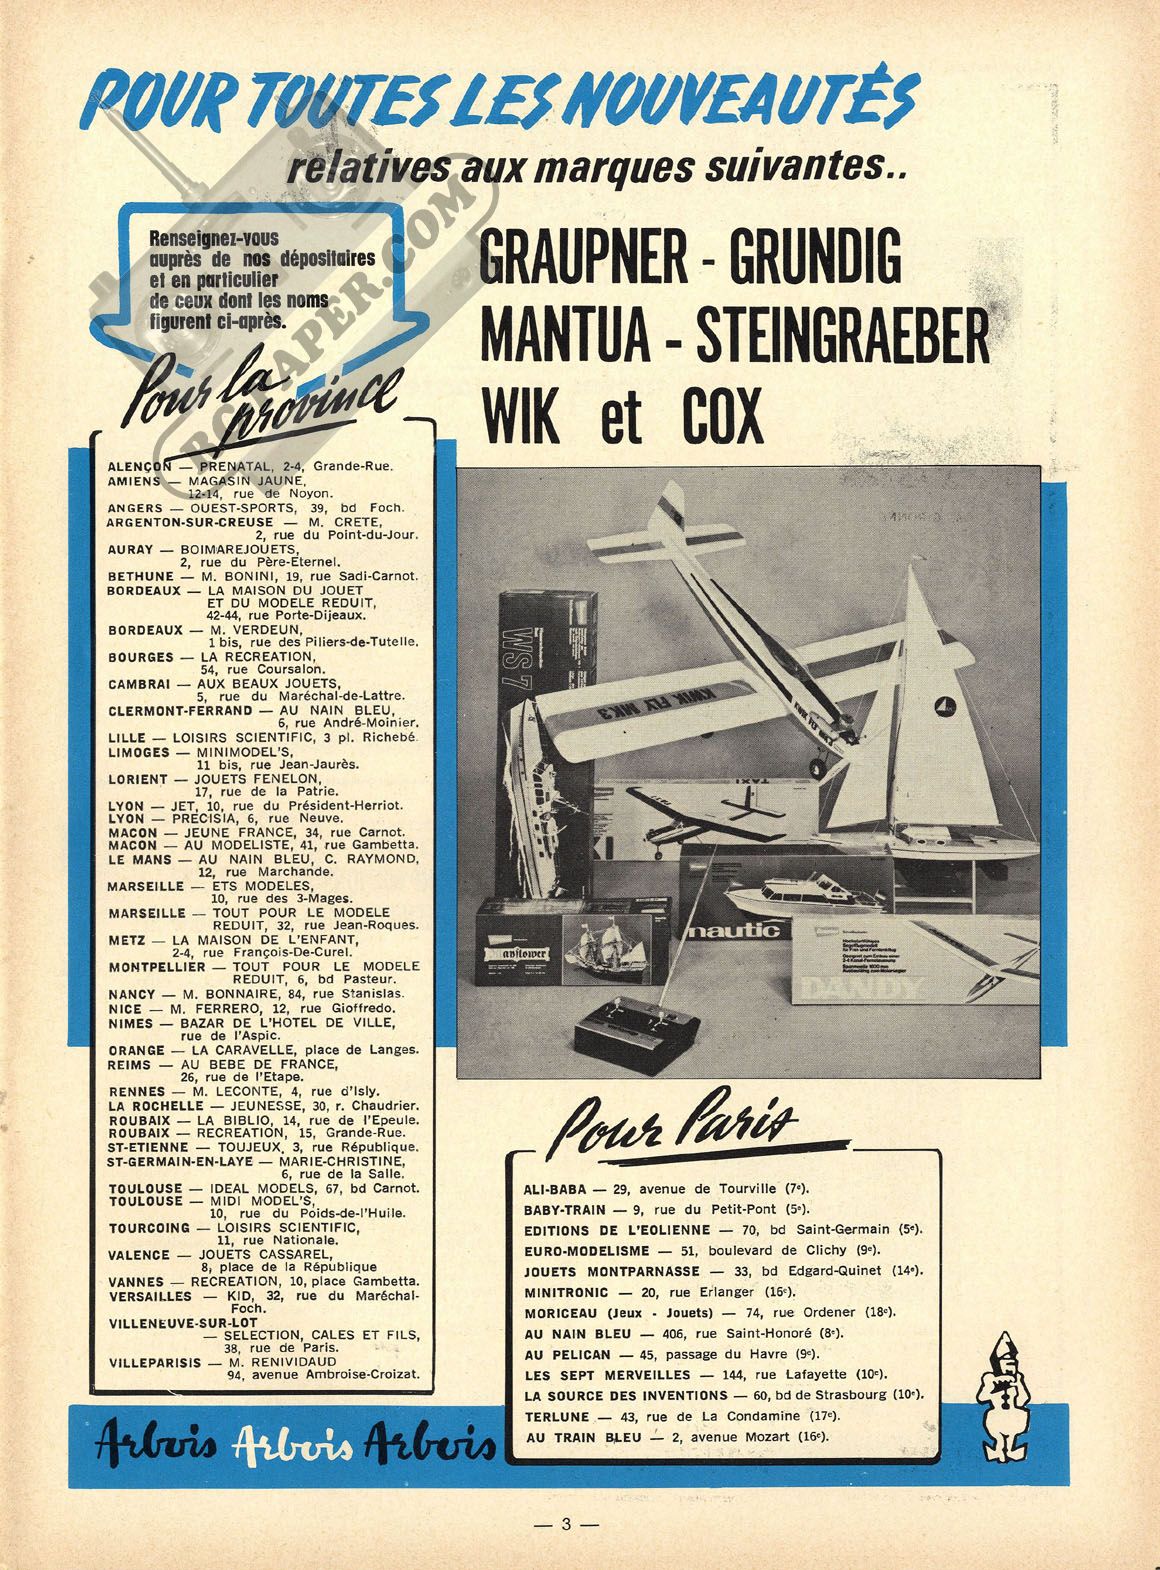 POUR TOUTES LES NOUVEAUTÉS
relatives aux marques suivantes..
Renseignez-vous
auprès de nos dépositaires
et en particulier
de ceux dont les noms
figurent ci-après.
GRAUPNER - GRUNDIG
MANTUA - STEINGRAEBER
WIK et COX
RCPAPER.COM
Pour la
province
ALENÇON — PRENATAL, 2-4, Grande-Rue.
AMIENS — MAGASIN JAUNE,
12-14, rue de Noyon.
ANGERS — OUEST-SPORTS, 39, bd Foch.
ARGENTON-SUR-CREUSE — M. CRETE,
2, rue du Point-du-Jour.
AURAY — BOIMAREJOUETS,
2, rue du Père-Eternel.
BETHUNE — M. BONINI, 19, rue Sadi-Carnot.
BORDEAUX — LA MAISON DU JOUET
ET DU MODELE REDUIT,
42-44, rue Porte-Dijeaux.
BORDEAUX — M. VERDEUN,
1 bis, rue des Piliers-de-Tutelle.
BOURGES — LA RECREATION,
54, rue Coursalon.
CAMBRAI — AUX BEAUX JOUETS,
5, rue du Maréchal-de-Lattre.
CLERMONT-FERRAND — AU NAIN BLEU,
6, rue André-Moinier.
LILLE — LOISIRS SCIENTIFIC, 3 pl. Richebé.
LIMOGES — MINIMODEL'S,
11 bis, rue Jean-Jaurès.
LORIENT — JOUETS FENELON,
17, rue de la Patrie.
LYON — JET, 10, rue du Président-Herriot.
LYON — PRECISIA, 6, rue Neuve.
MACON — JEUNE FRANCE, 34, rue Carnot.
MACON — AU MODELISTE, 41, rue Gambetta.
LE MANS — AU NAIN BLEU, C. RAYMOND,
12, rue Marchande.
MARSEILLE — ETS MODELES,
10, rue des 3-Mages.
MARSEILLE — TOUT POUR LE MODELE
REDUIT, 32, rue Jean-Roques.
METZ — LA MAISON DE L'ENFANT,
2-4, rue François-De-Curel.
MONTPELLIER — TOUT POUR LE MODELE
REDUIT, 6, bd Pasteur.
NANCY — M. BONNAIRE, 84, rue Stanislas.
NICE — M. FERRERO, 12, rue Gioffredo.
NIMES — BAZAR DE L'HOTEL DE VILLE,
rue de l'Aspic.
ORANGE — LA CARAVELLE, place de Langes.
REIMS — AU BEBE DE FRANCE,
26, rue de l'Etape.
RENNES — M. LECONTE, 4, rue d'Isly.
LA ROCHELLE — JEUNESSE, 30, r. Chaudrier.
ROUBAIX — LA BIBLIO, 14, rue de l'Epeule.
ROUBAIX — RECREATION, 15, Grande-Rue.
ST-ETIENNE — TOUJEUX, 3, rue République.
ST-GERMAIN-EN-LAYE — MARIE-CHRISTINE,
6, rue de la Salle.
TOULOUSE — IDEAL MODELS, 67, bd Carnot.
TOULOUSE — MIDI MODEL'S,
10, rue du Poids-de-l'Huile.
TOURCOING — LOISIRS SCIENTIFIC,
11, rue Nationale.
VALENCE — JOUETS CASSAREL,
8, place de la République
VANNES — RECREATION, 10, place Gambetta.
VERSAILLES — KID, 32, rue du Maréchal-
Foch.
VILLENEUVE-SUR-LOT
— SELECTION, CALES ET FILS,
38, rue de Paris.
VILLEPARISIS — M. RENIVIDAUD
94, avenue Ambroise-Croizat.
WS 7
KWIK FLY MK3
KWIK FLY MK3
TAXI
TAXI
Mayflower
nautic
DANDY
Pour Paris
ALI-BABA — 29, avenue de Tourville (7e).
BABY-TRAIN — 9, rue du Petit-Pont (5e).
EDITIONS DE L'EOLIENNE — 70, bd Saint-Germain (5e).
EURO-MODELISME — 51, boulevard de Clichy (9e).
JOUETS MONTPARNASSE — 33, bd Edgard-Quinet (14e).
MINITRONIC — 20, rue Erlanger (16e).
MORICEAU (Jeux - Jouets) — 74, rue Ordener (18e).
AU NAIN BLEU — 406, rue Saint-Honoré (8e).
AU PELICAN — 45, passage du Havre (9e).
LES SEPT MERVEILLES — 144, rue Lafayette (10e).
LA SOURCE DES INVENTIONS — 60, bd de Strasbourg (10e).
TERLUNE — 43, rue de La Condamine (17e).
AU TRAIN BLEU — 2, avenue Mozart (16e).
Arbois Arbois Arbois
— 3 —